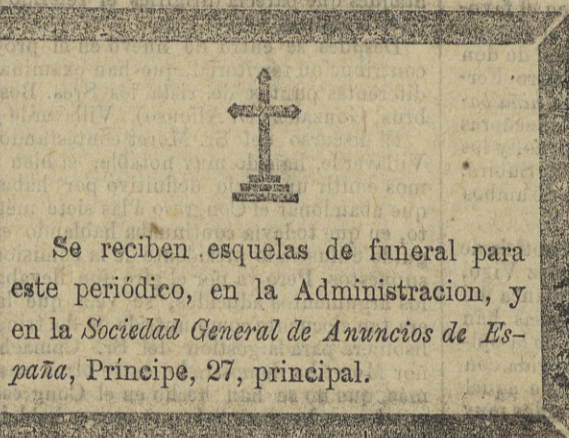 Se reciben esquelas de funeral para
este periódico, en la Administracion, y
en la Sociedad General de Anuncios de Es-
paña, Príncipe, 27, principal.